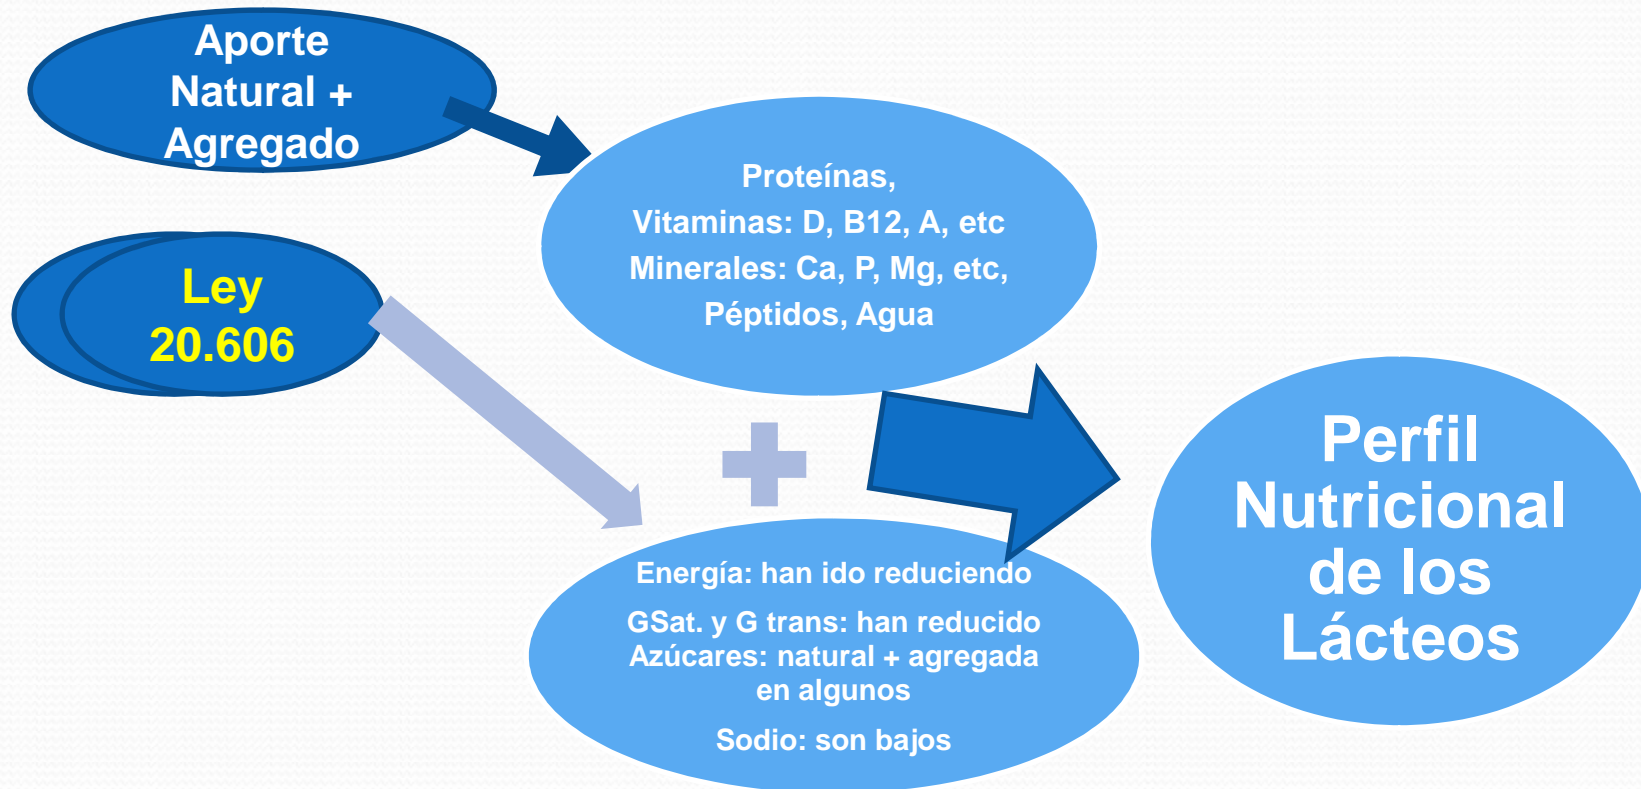 Aporte
Natural +
Agregado
Ley
20.606
Proteínas,
Vitaminas: D, B12, A, etc
Minerales: Ca, P, Mg, etc,
Péptidos, Agua
Energía: han ido reduciendo
GSat. y G trans: han reducido
Azúcares: natural + agregada
en algunos
Sodio: son bajos
Perfil
Nutricional
de los
Lácteos